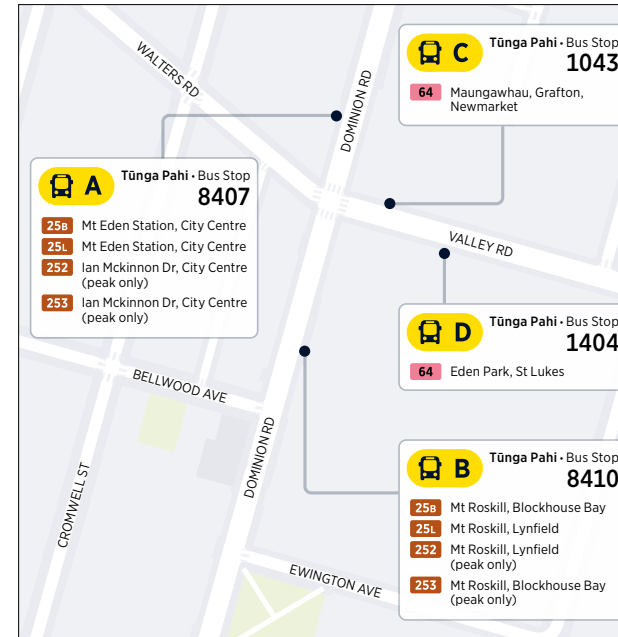 WALTERS RD
DOMINION RD
C
Tūnga Pahi • Bus Stop
1043
64 Maungawhau, Grafton,
Newmarket
A
Tūnga Pahi • Bus Stop
8407
25B Mt Eden Station, City Centre
25L Mt Eden Station, City Centre
252 Ian Mckinnon Dr, City Centre
(peak only)
253 Ian Mckinnon Dr, City Centre
(peak only)
VALLEY RD
D
Tūnga Pahi • Bus Stop
1404
64 Eden Park, St Lukes
BELLWOOD AVE
DOMINION RD
CROMWELL ST
B
Tūnga Pahi • Bus Stop
8410
25B Mt Roskill, Blockhouse Bay
25L Mt Roskill, Lynfield
252 Mt Roskill, Lynfield
(peak only)
253 Mt Roskill, Blockhouse Bay
(peak only)
EWINGTON AVE